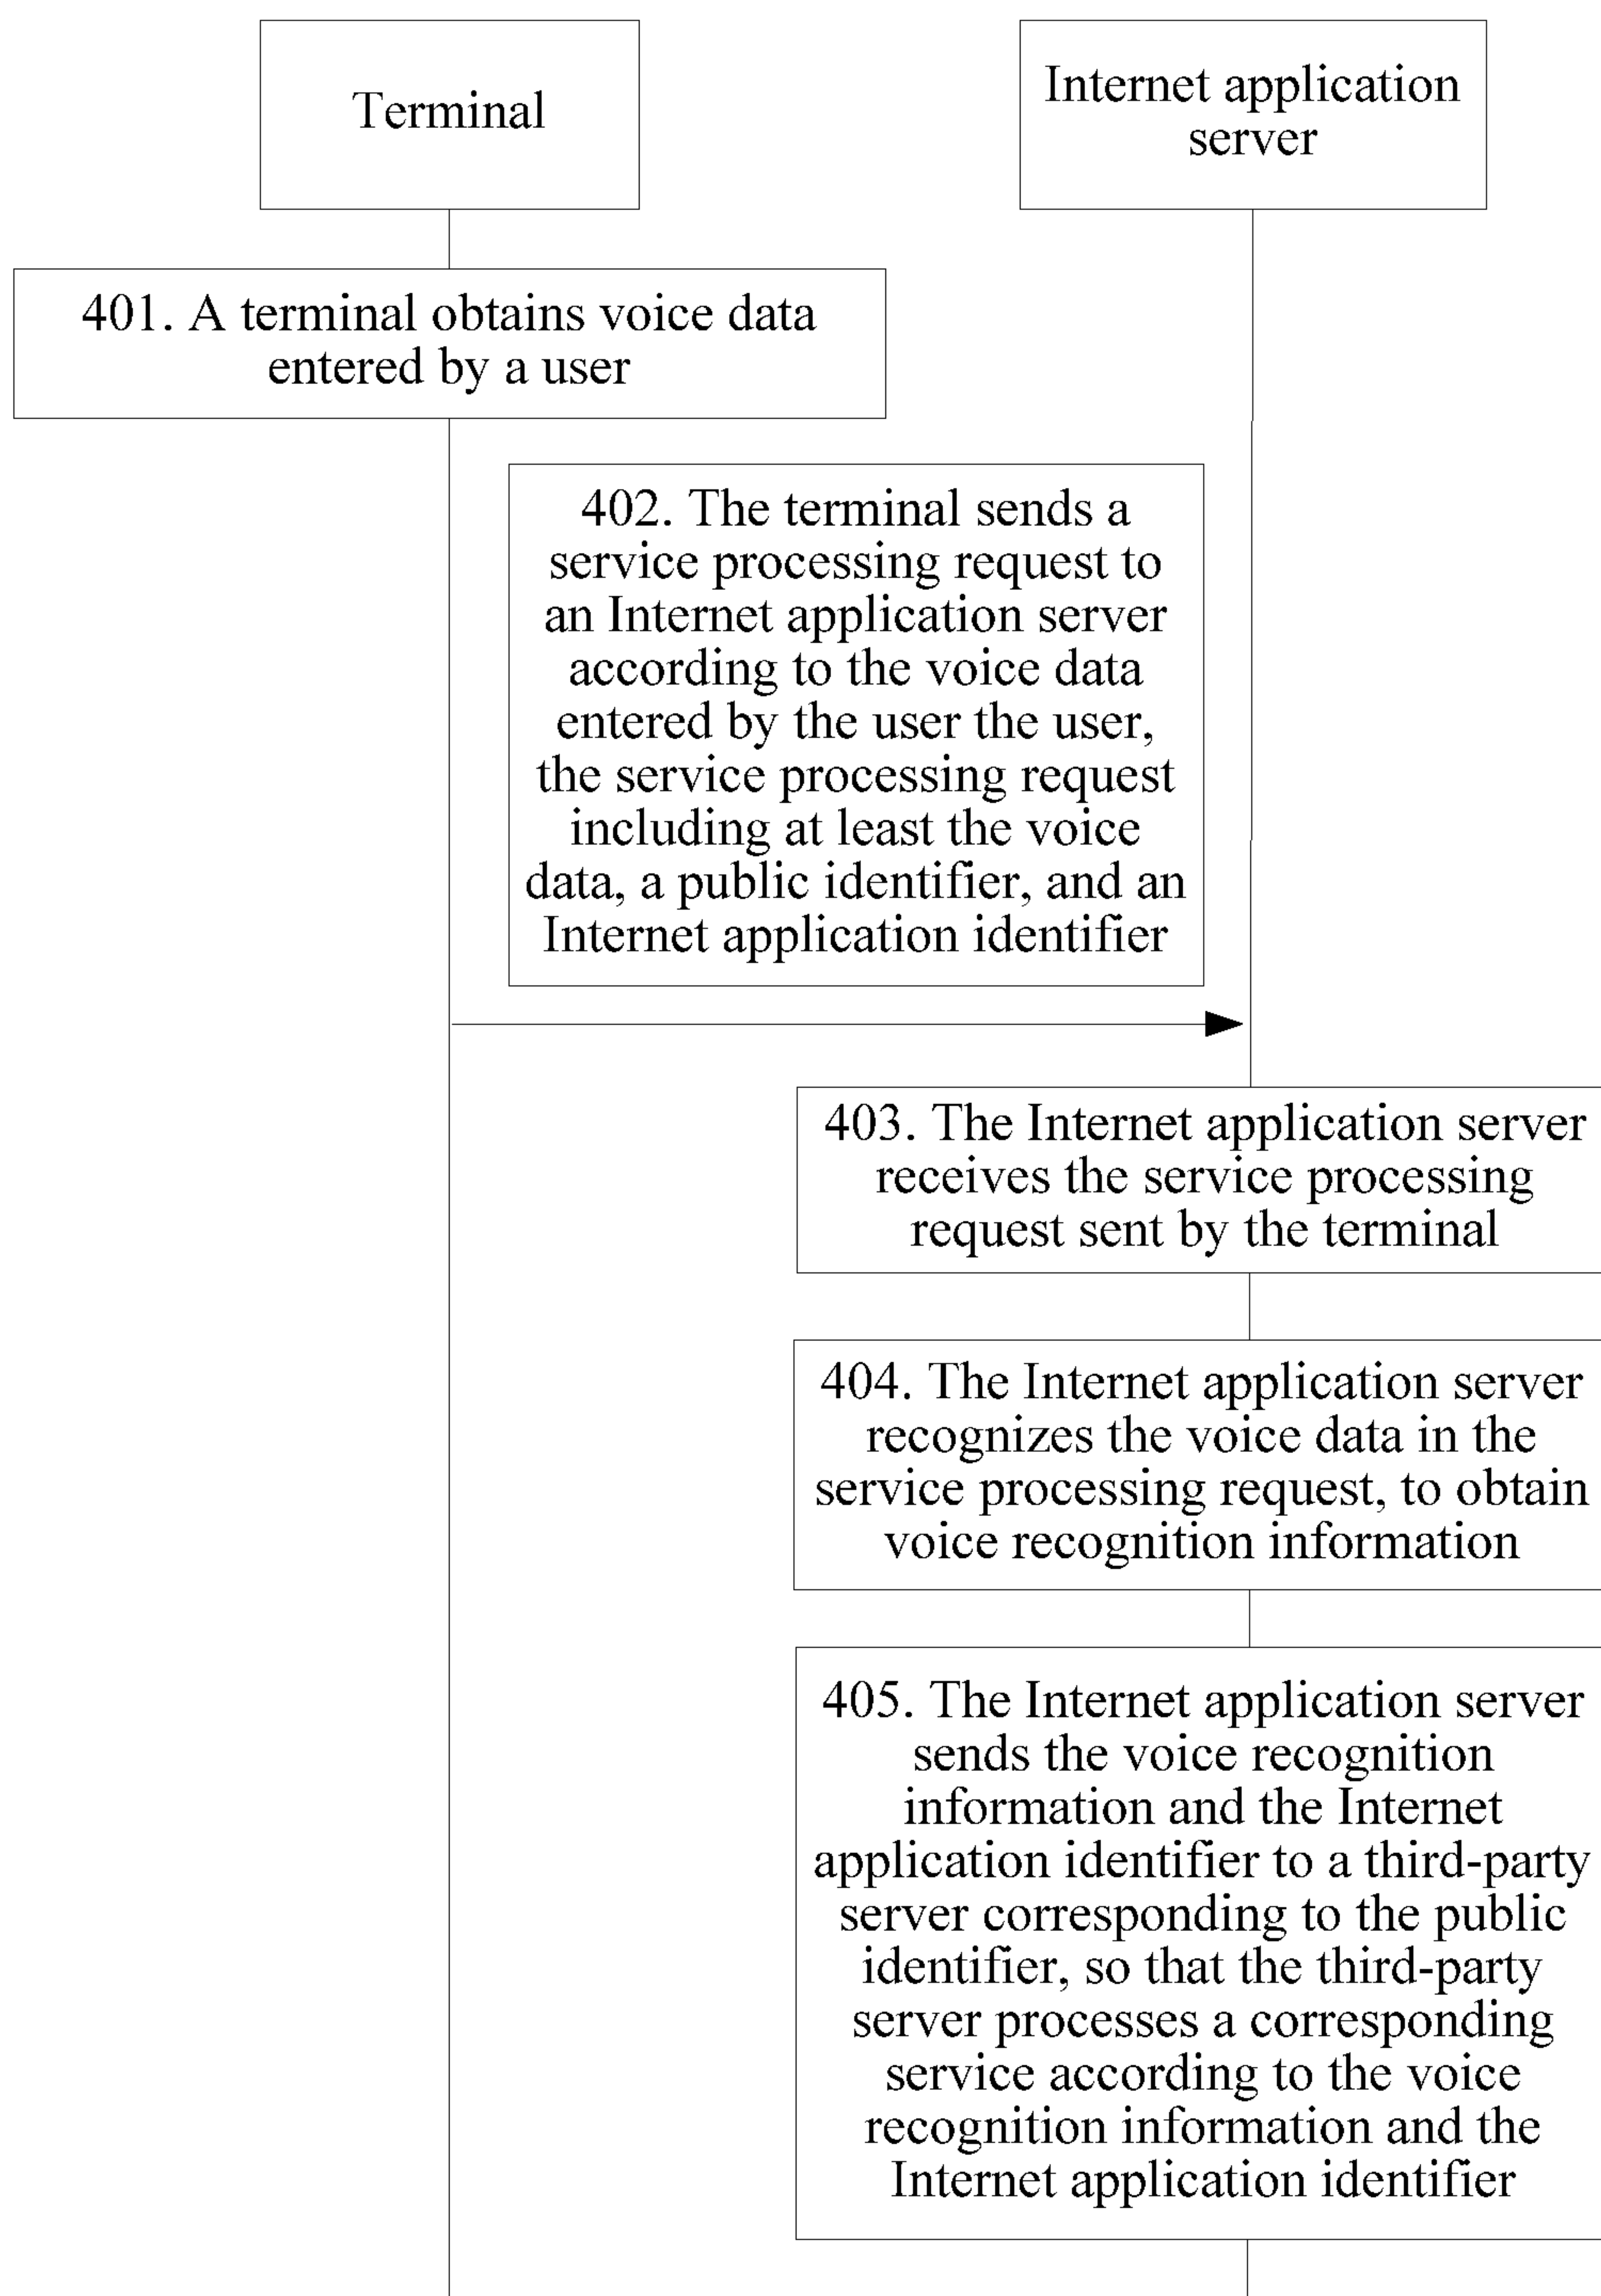 Terminal
Internet application
server
401. A terminal obtains voice data
entered by a user
402. The terminal sends a
service processing request to
an Internet application server
according to the voice data
entered by the user the user,
the service processing request
including at least the voice
data, a public identifier, and an
Internet application identifier
403. The Internet application server
receives the service processing
request sent by the terminal
404. The Internet application server
recognizes the voice data in the
service processing request, to obtain
voice recognition information
405. The Internet application server
sends the voice recognition
information and the Internet
application identifier to a third-party
server corresponding to the public
identifier, so that the third-party
server processes a corresponding
service according to the voice
recognition information and the
Internet application identifier